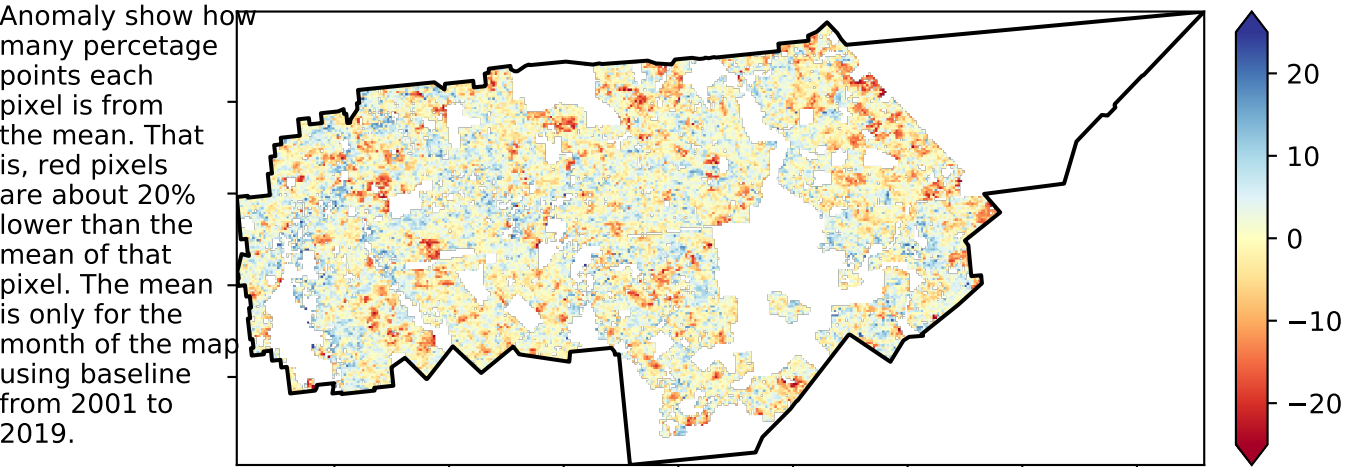 Anomaly show how
many percetage
points each
pixel is from
the mean. That
is, red pixels
are about 20%
lower than the
mean of that
pixel. The mean
is only for the
month of the map
using baseline
from 2001 to
2019.
20
10
0
−10
−20